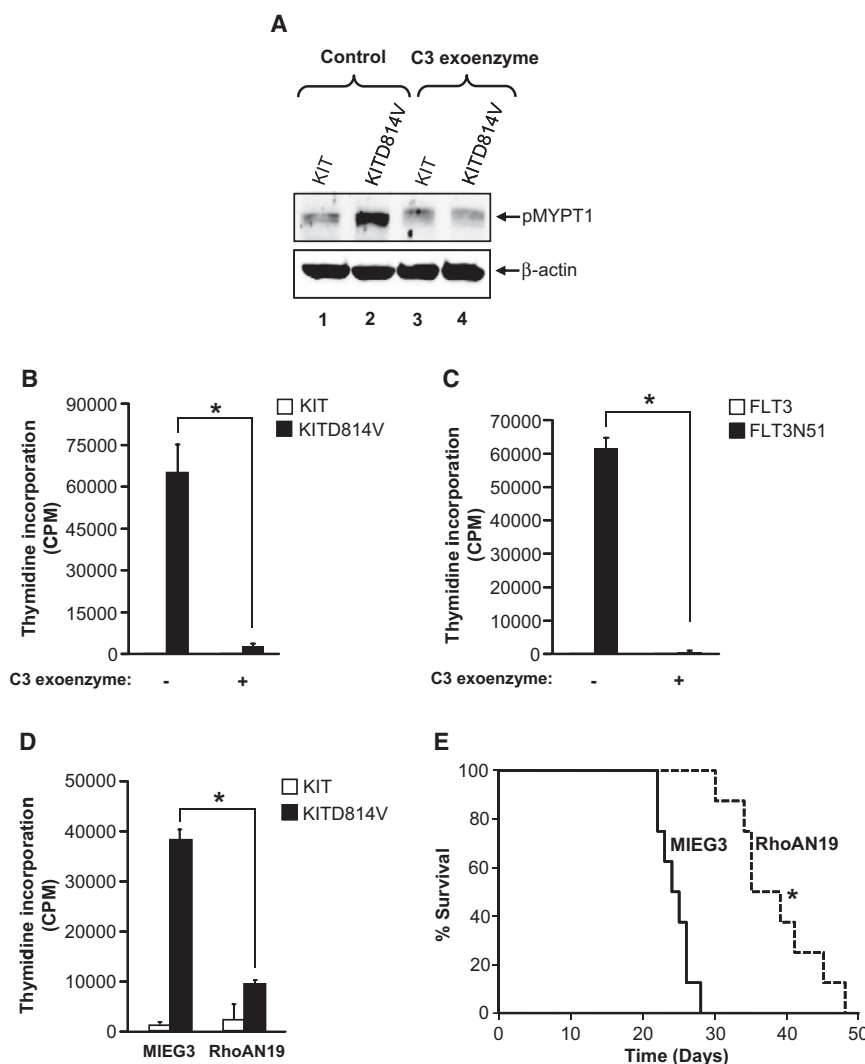 A
Control C3 exoenzyme
KIT KITD814V KIT KITD814V
pMYPT1
β-actin
1 2 3 4
B
Thymidine incorporation
(CPM)
90000
75000
60000
45000
30000
15000
0
*
KIT
KITD814V
C3 exoenzyme: - +
C
Thymidine incorporation
(CPM)
70000
60000
50000
40000
30000
20000
10000
0
*
FLT3
FLT3N51
C3 exoenzyme: - +
D
Thymidine incorporation
(CPM)
50000
40000
30000
20000
10000
0
*
KIT
KITD814V
MIEG3 RhoAN19
E
% Survival
100
80
60
40
20
0
MIEG3 RhoAN19
*
0 10 20 30 40 50
Time (Days)